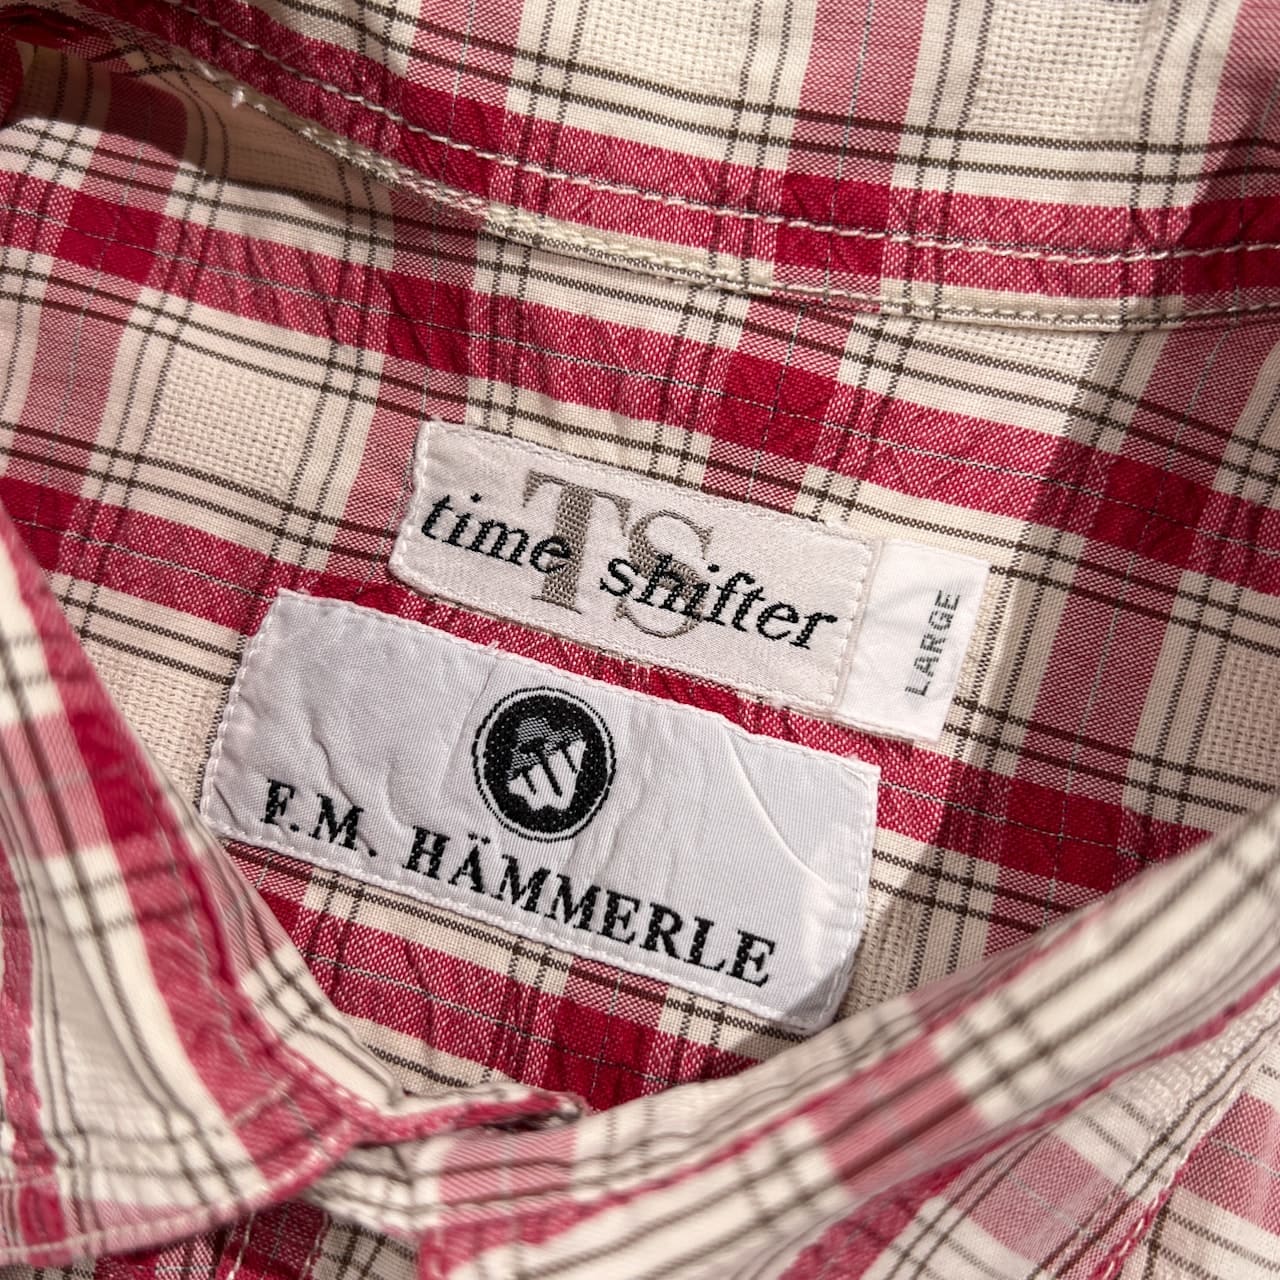 TS
time shifter
LARGE
F.M. HÄMMERLE